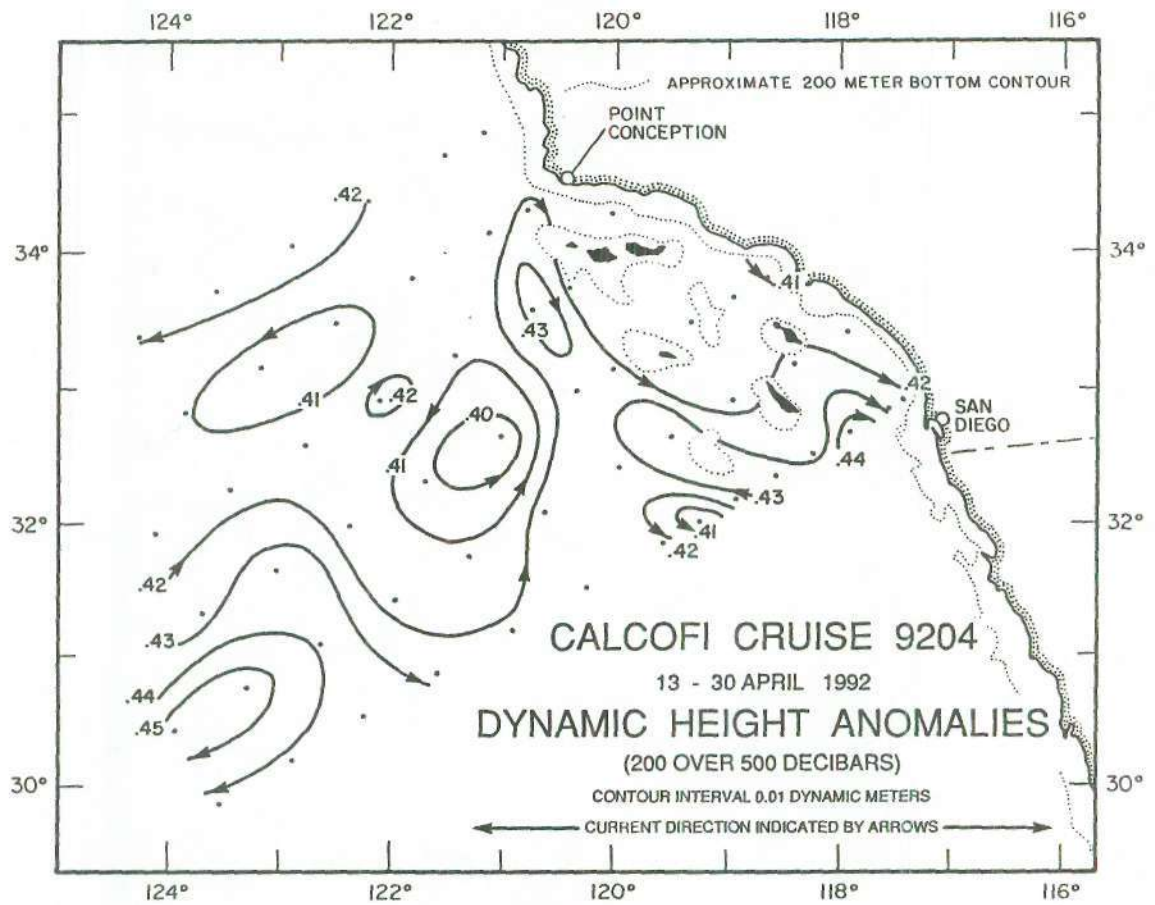 124° 122° 120° 118° 116°
APPROXIMATE 200 METER BOTTOM CONTOUR
POINT
CONCEPTION
.42
34° 34°
.41
.43
.41 .42 .42
.40
SAN
DIEGO
.41 .44
.43
32° .41 32°
.42
.42
.43
CALCOFI CRUISE 9204
13 - 30 APRIL 1992
.44
.45
DYNAMIC HEIGHT ANOMALIES
(200 OVER 500 DECIBARS)
30° 30°
CONTOUR INTERVAL 0.01 DYNAMIC METERS
CURRENT DIRECTION INDICATED BY ARROWS
124° 122° 120° 118° 116°